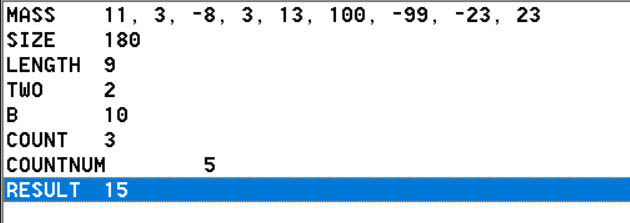 MASS 11, 3, -8, 3, 13, 100, -99, -23, 23
SIZE 180
LENGTH 9
TWO 2
B 10
COUNT 3
COUNTNUM 5
RESULT 15